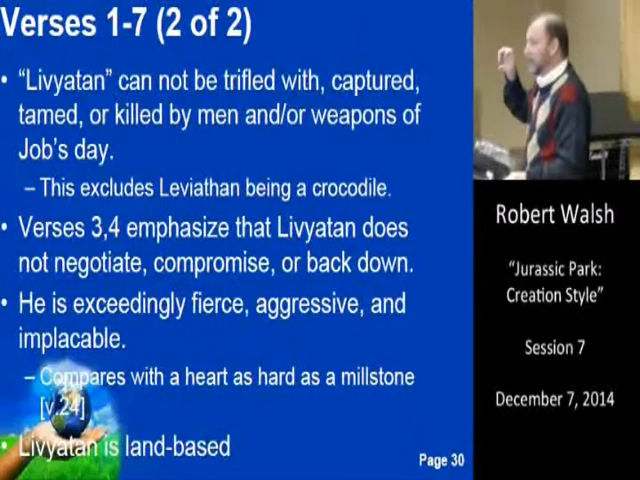 Verses 1-7 (2 of 2)
• “Livyatan” can not be trifled with, captured,
tamed, or killed by men and/or weapons of
Job’s day.
– This excludes Leviathan being a crocodile.
• Verses 3,4 emphasize that Livyatan does
not negotiate, compromise, or back down.
• He is exceedingly fierce, aggressive, and
implacable.
– Compares with a heart as hard as a millstone
[v.24]
• Livyatan is land-based
Page 30
Robert Walsh
“Jurassic Park:
Creation Style”
Session 7
December 7, 2014